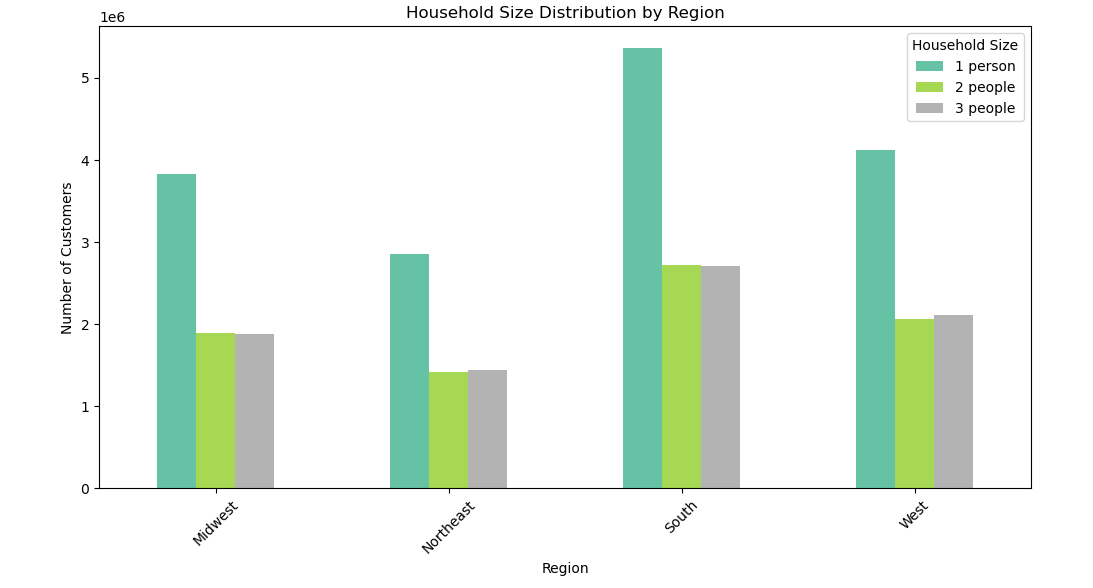 Household Size Distribution by Region
1e6
Household Size
1 person
2 people
3 people
5
4
3
2
1
0
Number of Customers
Midwest
Northeast
South
West
Region